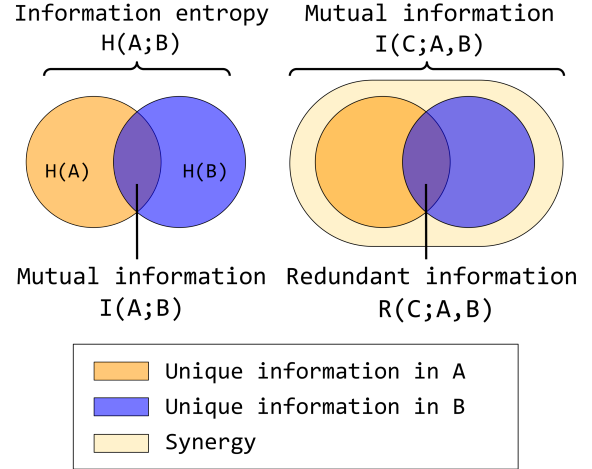 Information entropy
H(A;B)
Mutual information
I(C;A,B)
H(A)
H(B)
Mutual information
I(A;B)
Redundant information
R(C;A,B)
Unique information in A
Unique information in B
Synergy